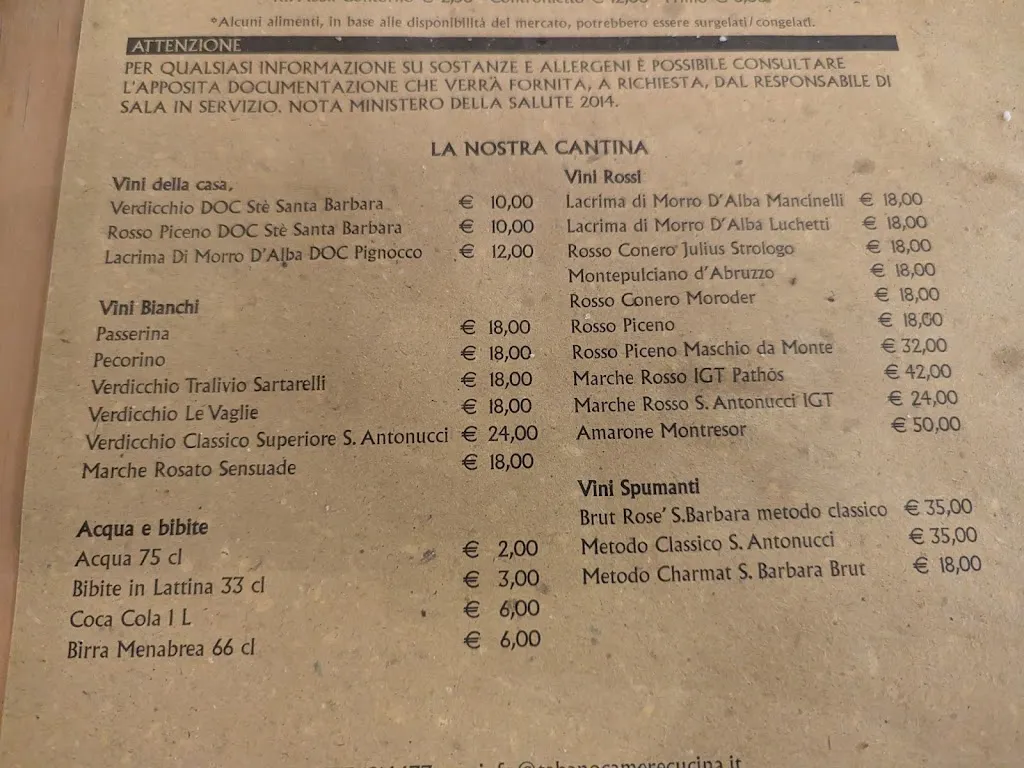 *Alcuni alimenti, in base alle disponibilità del mercato, potrebbero essere surgelati/congelati.
ATTENZIONE
PER QUALSIASI INFORMAZIONE SU SOSTANZE E ALLERGENI È POSSIBILE CONSULTARE
L'APPOSITA DOCUMENTAZIONE CHE VERRÀ FORNITA, A RICHIESTA, DAL RESPONSABILE DI
SALA IN SERVIZIO. NOTA MINISTERO DELLA SALUTE 2014.
LA NOSTRA CANTINA
Vini della casa,
Verdicchio DOC Stè Santa Barbara € 10,00
Rosso Piceno DOC Stè Santa Barbara € 10,00
Lacrima Di Morro D'Alba DOC Pignocco € 12,00
Vini Bianchi
Passerina € 18,00
Pecorino € 18,00
Verdicchio Tralivio Sartarelli € 18,00
Verdicchio Le Vaglie € 18,00
Verdicchio Classico Superiore S. Antonucci € 24,00
Marche Rosato Sensuade € 18,00
Acqua e bibite
Acqua 75 cl € 2,00
Bibite in Lattina 33 cl € 3,00
Coca Cola 1 L € 6,00
Birra Menabrea 66 cl € 6,00
Vini Rossi
Lacrima di Morro D'Alba Mancinelli € 18,00
Lacrima di Morro D'Alba Luchetti € 18,00
Rosso Conero Julius Strologo € 18,00
Montepulciano d'Abruzzo € 18,00
Rosso Conero Moroder € 18,00
Rosso Piceno € 18,00
Rosso Piceno Maschio da Monte € 32,00
Marche Rosso IGT Pathos € 42,00
Marche Rosso S. Antonucci IGT € 24,00
Amarone Montresor € 50,00
Vini Spumanti
Brut Rose' S.Barbara metodo classico € 35,00
Metodo Classico S. Antonucci € 35,00
Metodo Charmat S. Barbara Brut € 18,00